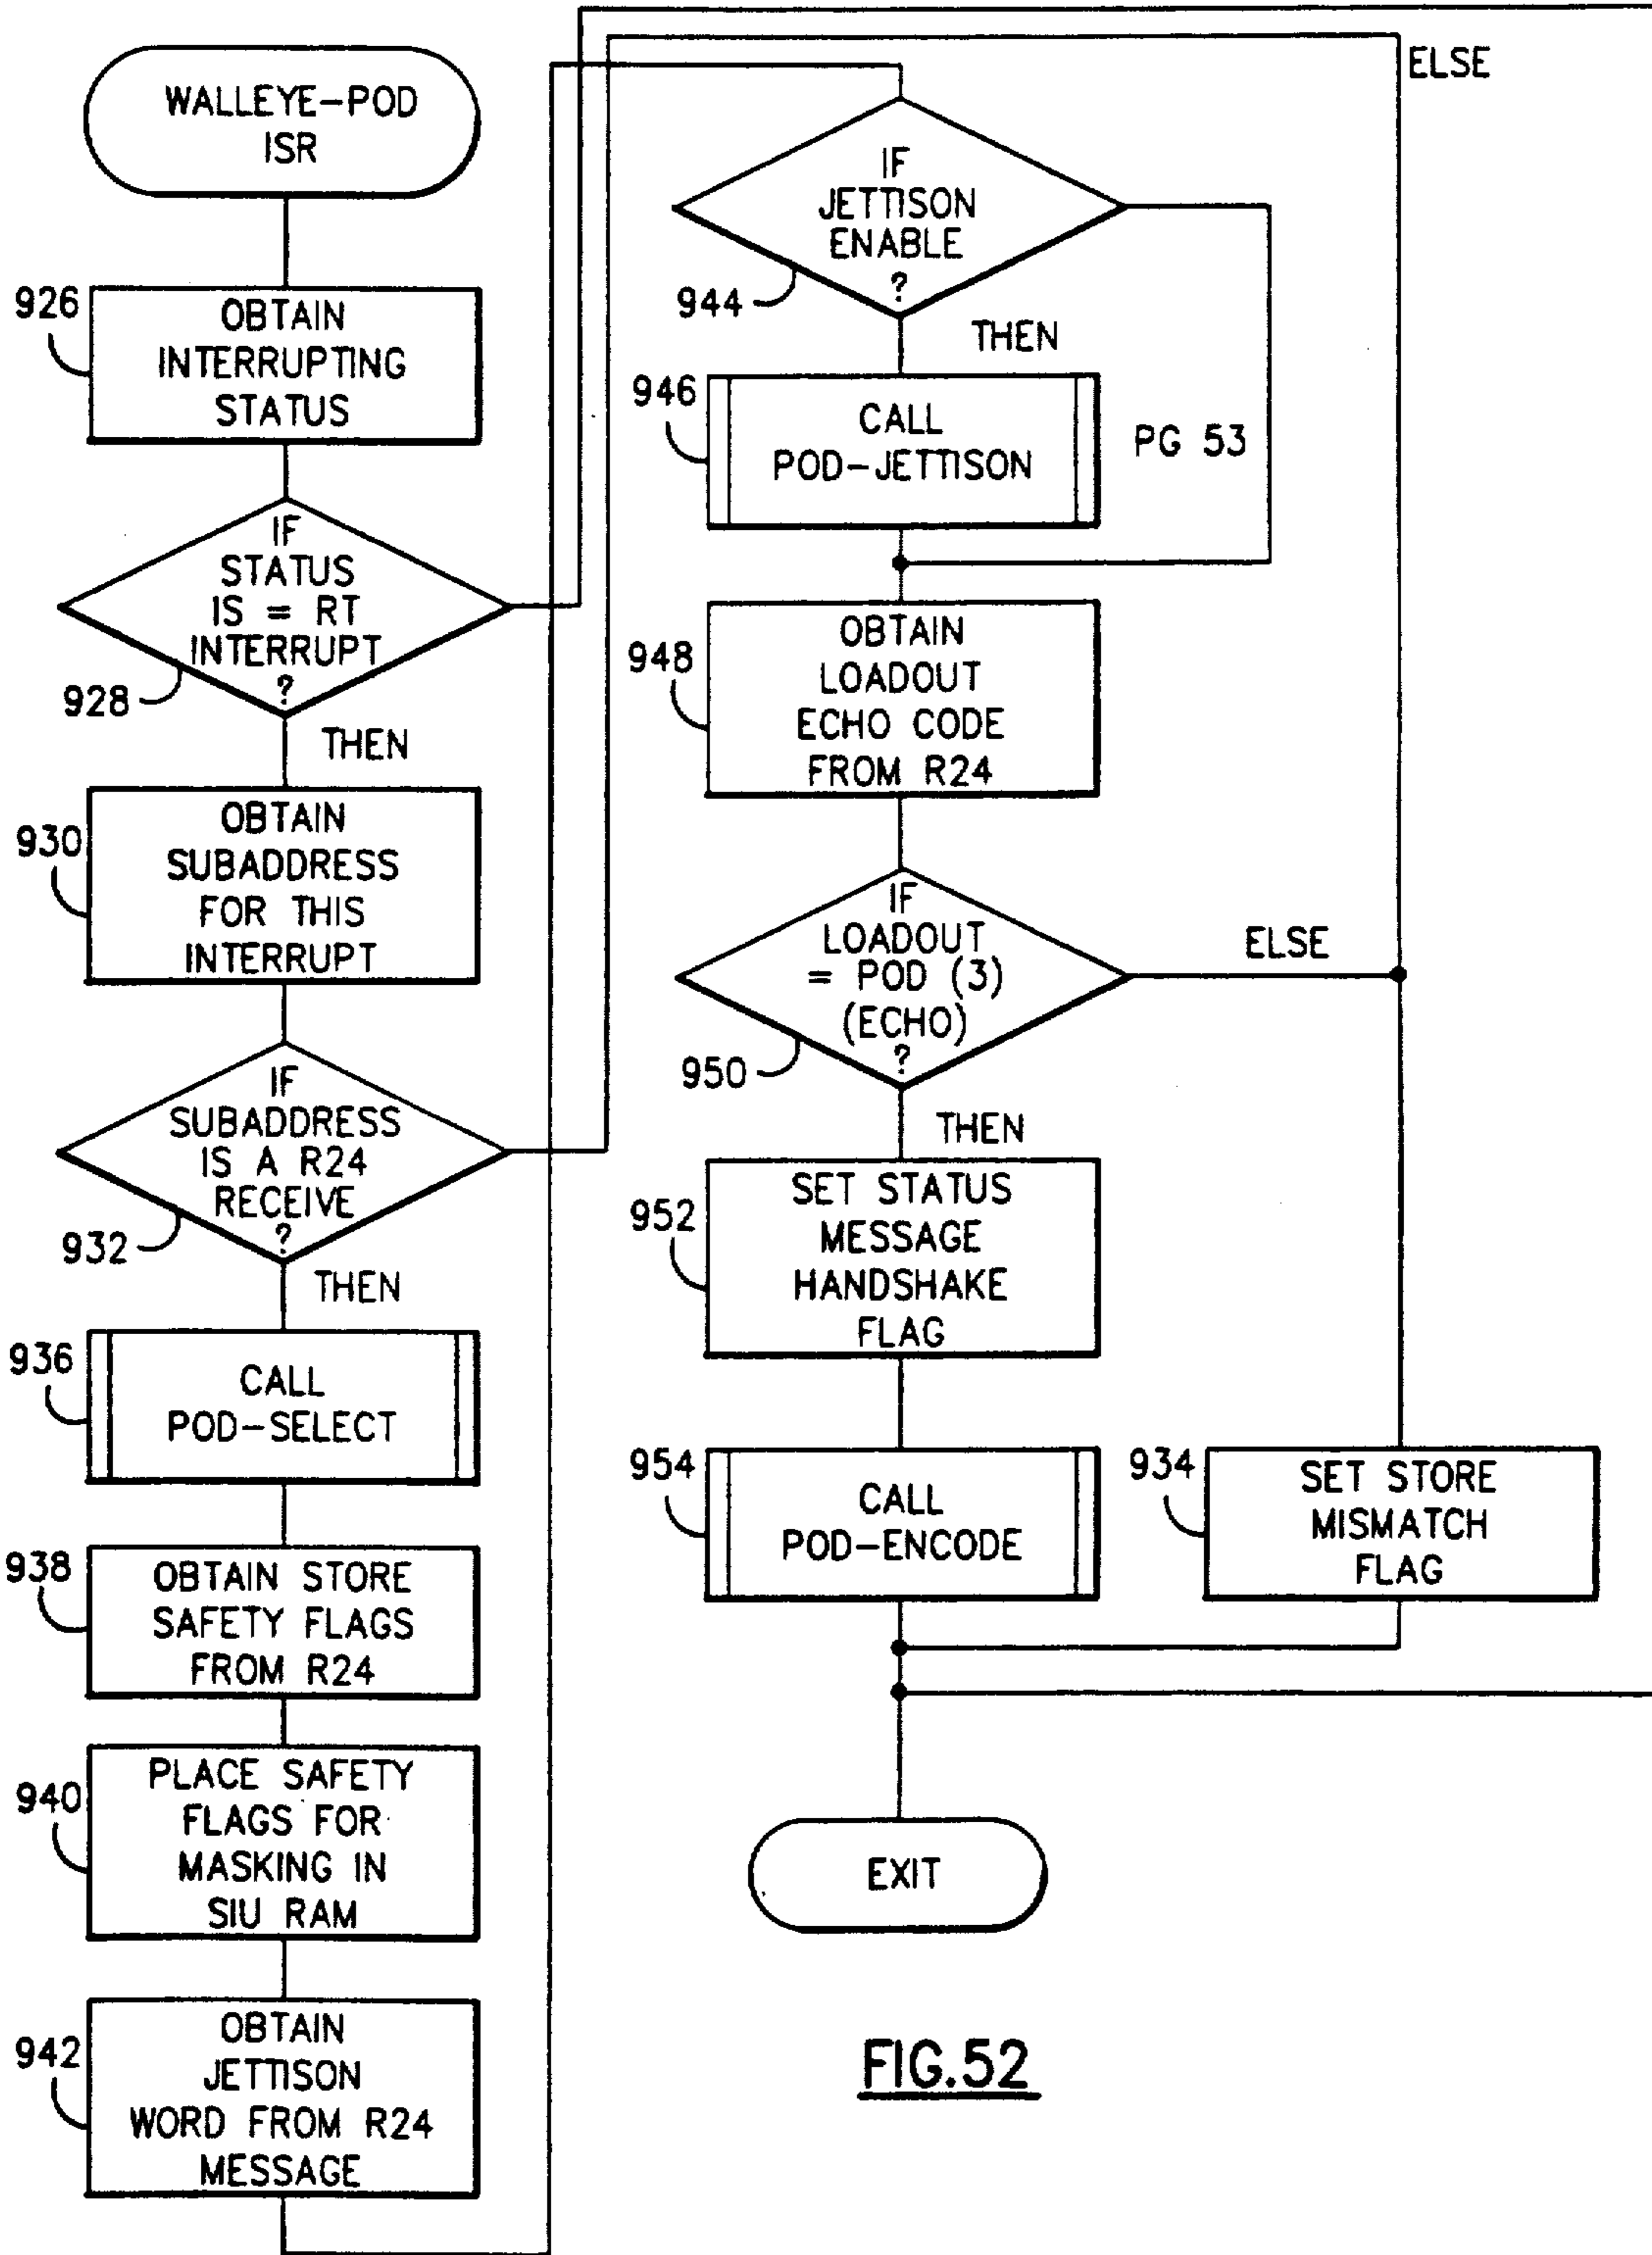 WALLEYE-POD
ISR
926
OBTAIN
INTERRUPTING
STATUS
IF
STATUS
IS = RT
INTERRUPT
?
928
THEN
930
OBTAIN
SUBADDRESS
FOR THIS
INTERRUPT
IF
SUBADDRESS
IS A R24
RECEIVE
?
932
THEN
936
CALL
POD-SELECT
938
OBTAIN STORE
SAFETY FLAGS
FROM R24
940
PLACE SAFETY
FLAGS FOR
MASKING IN
SIU RAM
942
OBTAIN
JETTISON
WORD FROM R24
MESSAGE
IF
JETTISON
ENABLE
?
944
THEN
946
CALL
POD-JETTISON
PG 53
948
OBTAIN
LOADOUT
ECHO CODE
FROM R24
IF
LOADOUT
= POD (3)
(ECHO)
?
950
ELSE
THEN
952
SET STATUS
MESSAGE
HANDSHAKE
FLAG
954
CALL
POD-ENCODE
ELSE
934
SET STORE
MISMATCH
FLAG
EXIT
FIG.52